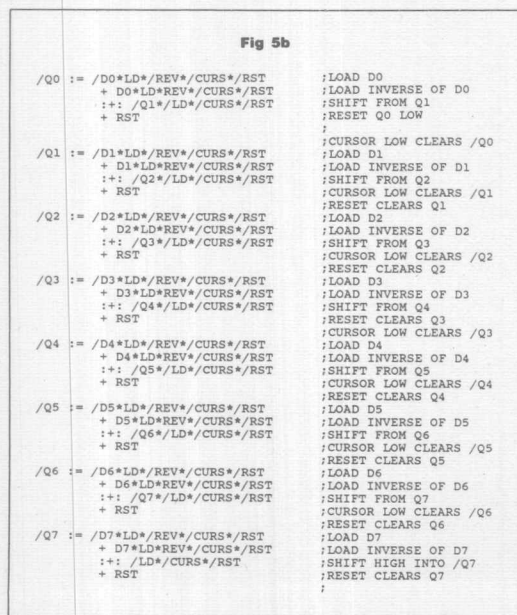 Fig 5b
/Q0 := /D0*LD*/REV*/CURS*/RST ;LOAD D0
+ D0*LD*REV*/CURS*/RST ;LOAD INVERSE OF D0
:+: /Q1*/LD*/CURS*/RST ;SHIFT FROM Q1
+ RST ;RESET Q0 LOW
;
;CURSOR LOW CLEARS /Q0
/Q1 := /D1*LD*/REV*/CURS*/RST ;LOAD D1
+ D1*LD*REV*/CURS*/RST ;LOAD INVERSE OF D1
:+: /Q2*/LD*/CURS*/RST ;SHIFT FROM Q2
+ RST ;CURSOR LOW CLEARS /Q1
;RESET CLEARS Q1
/Q2 := /D2*LD*/REV*/CURS*/RST ;LOAD D2
+ D2*LD*REV*/CURS*/RST ;LOAD INVERSE OF D2
:+: /Q3*/LD*/CURS*/RST ;SHIFT FROM Q3
+ RST ;CURSOR LOW CLEARS /Q2
;RESET CLEARS Q2
/Q3 := /D3*LD*/REV*/CURS*/RST ;LOAD D3
+ D3*LD*REV*/CURS*/RST ;LOAD INVERSE OF D3
:+: /Q4*/LD*/CURS*/RST ;SHIFT FROM Q4
+ RST ;RESET CLEARS Q3
;CURSOR LOW CLEARS /Q3
/Q4 := /D4*LD*/REV*/CURS*/RST ;LOAD D4
+ D4*LD*REV*/CURS*/RST ;LOAD INVERSE OF D4
:+: /Q5*/LD*/CURS*/RST ;SHIFT FROM Q5
+ RST ;CURSOR LOW CLEARS /Q4
;RESET CLEARS Q4
/Q5 := /D5*LD*/REV*/CURS*/RST ;LOAD D5
+ D5*LD*REV*/CURS*/RST ;LOAD INVERSE OF D5
:+: /Q6*/LD*/CURS*/RST ;SHIFT FROM Q6
+ RST ;CURSOR LOW CLEARS /Q5
;RESET CLEARS Q5
/Q6 := /D6*LD*/REV*/CURS*/RST ;LOAD D6
+ D6*LD*REV*/CURS*/RST ;LOAD INVERSE OF D6
:+: /Q7*/LD*/CURS*/RST ;SHIFT FROM Q7
+ RST ;CURSOR LOW CLEARS /Q6
;RESET CLEARS Q6
/Q7 := /D7*LD*/REV*/CURS*/RST ;LOAD D7
+ D7*LD*REV*/CURS*/RST ;LOAD INVERSE OF D7
:+: /LD*/CURS*/RST ;SHIFT HIGH INTO /Q7
+ RST ;RESET CLEARS Q7
;